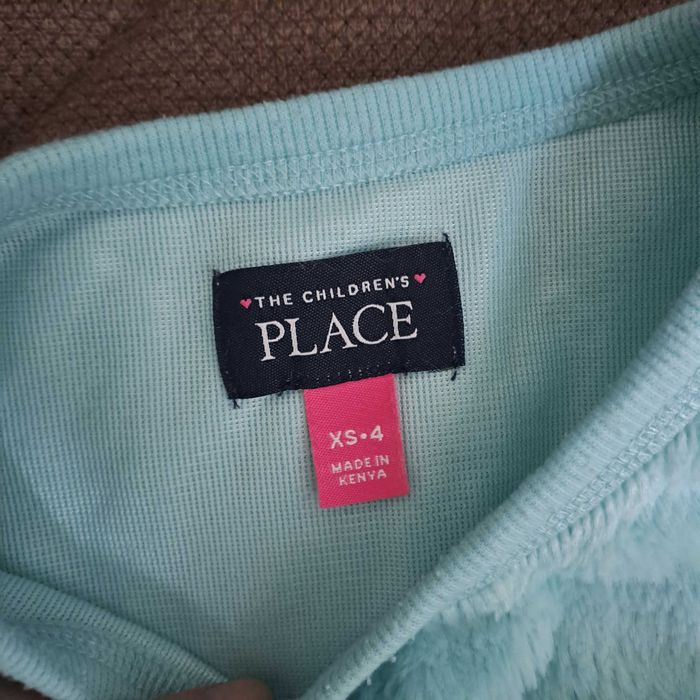 THE CHILDREN'S
PLACE
XS•4
MADE IN
KENYA